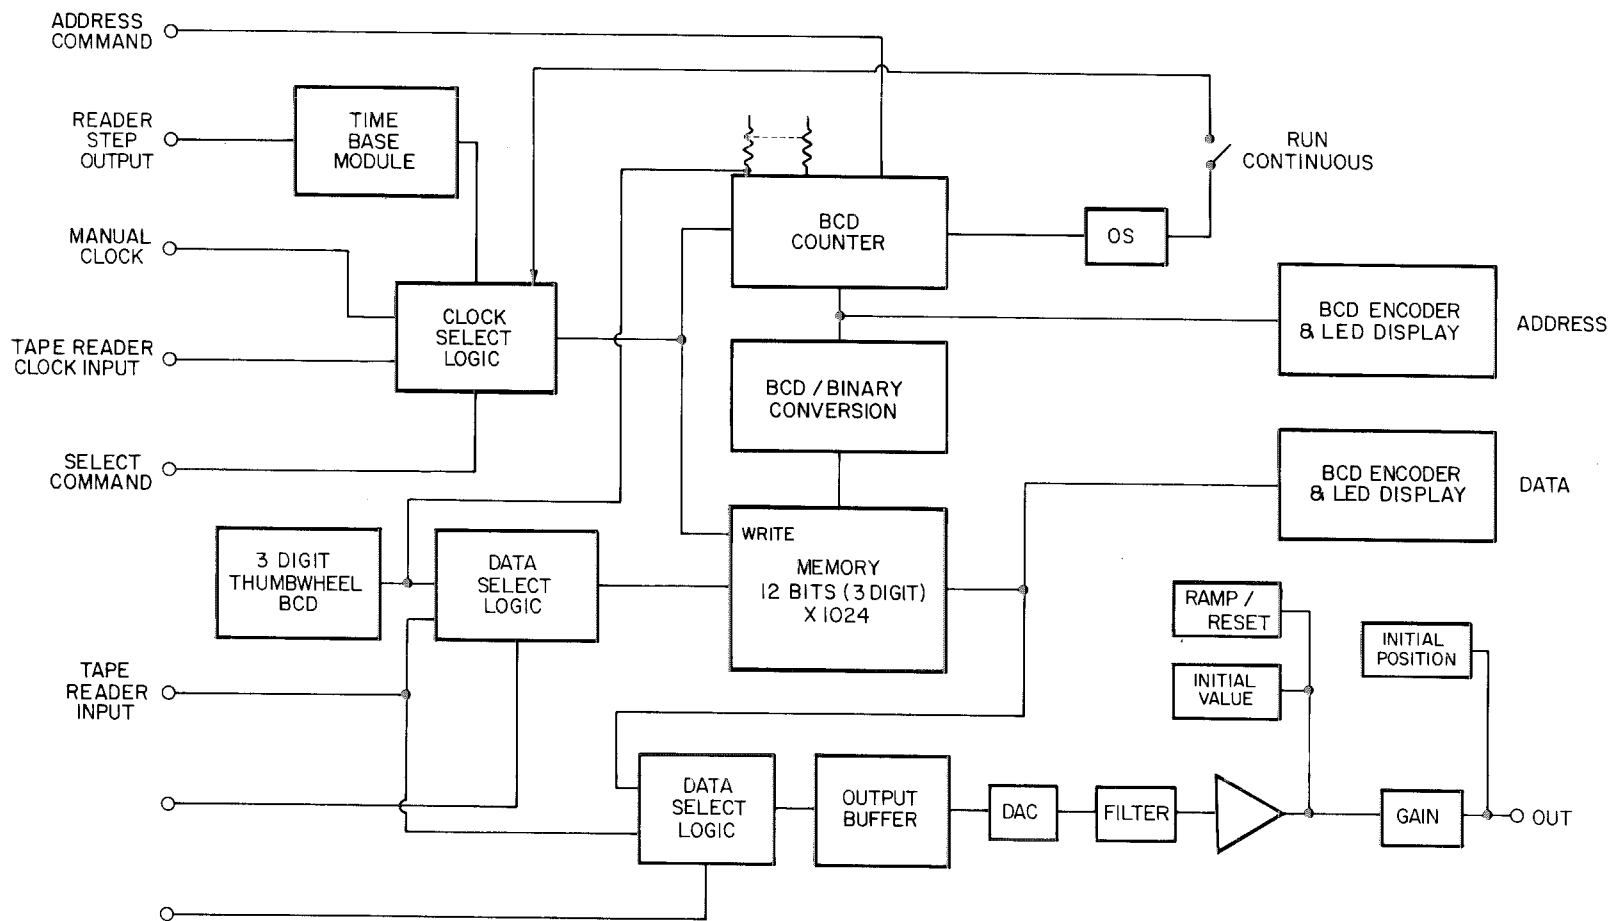 ADDRESS
COMMAND
READER
STEP
OUTPUT
TIME
BASE
MODULE
RUN
CONTINUOUS
MANUAL
CLOCK
BCD
COUNTER
OS
CLOCK
SELECT
LOGIC
BCD ENCODER
& LED DISPLAY
ADDRESS
TAPE READER
CLOCK INPUT
BCD / BINARY
CONVERSION
SELECT
COMMAND
BCD ENCODER
& LED DISPLAY
DATA
3 DIGIT
THUMBWHEEL
BCD
DATA
SELECT
LOGIC
WRITE
MEMORY
12 BITS (3 DIGIT)
X 1024
RAMP /
RESET
INITIAL
POSITION
TAPE
READER
INPUT
INITIAL
VALUE
DATA
SELECT
LOGIC
OUTPUT
BUFFER
DAC
FILTER
GAIN
OUT